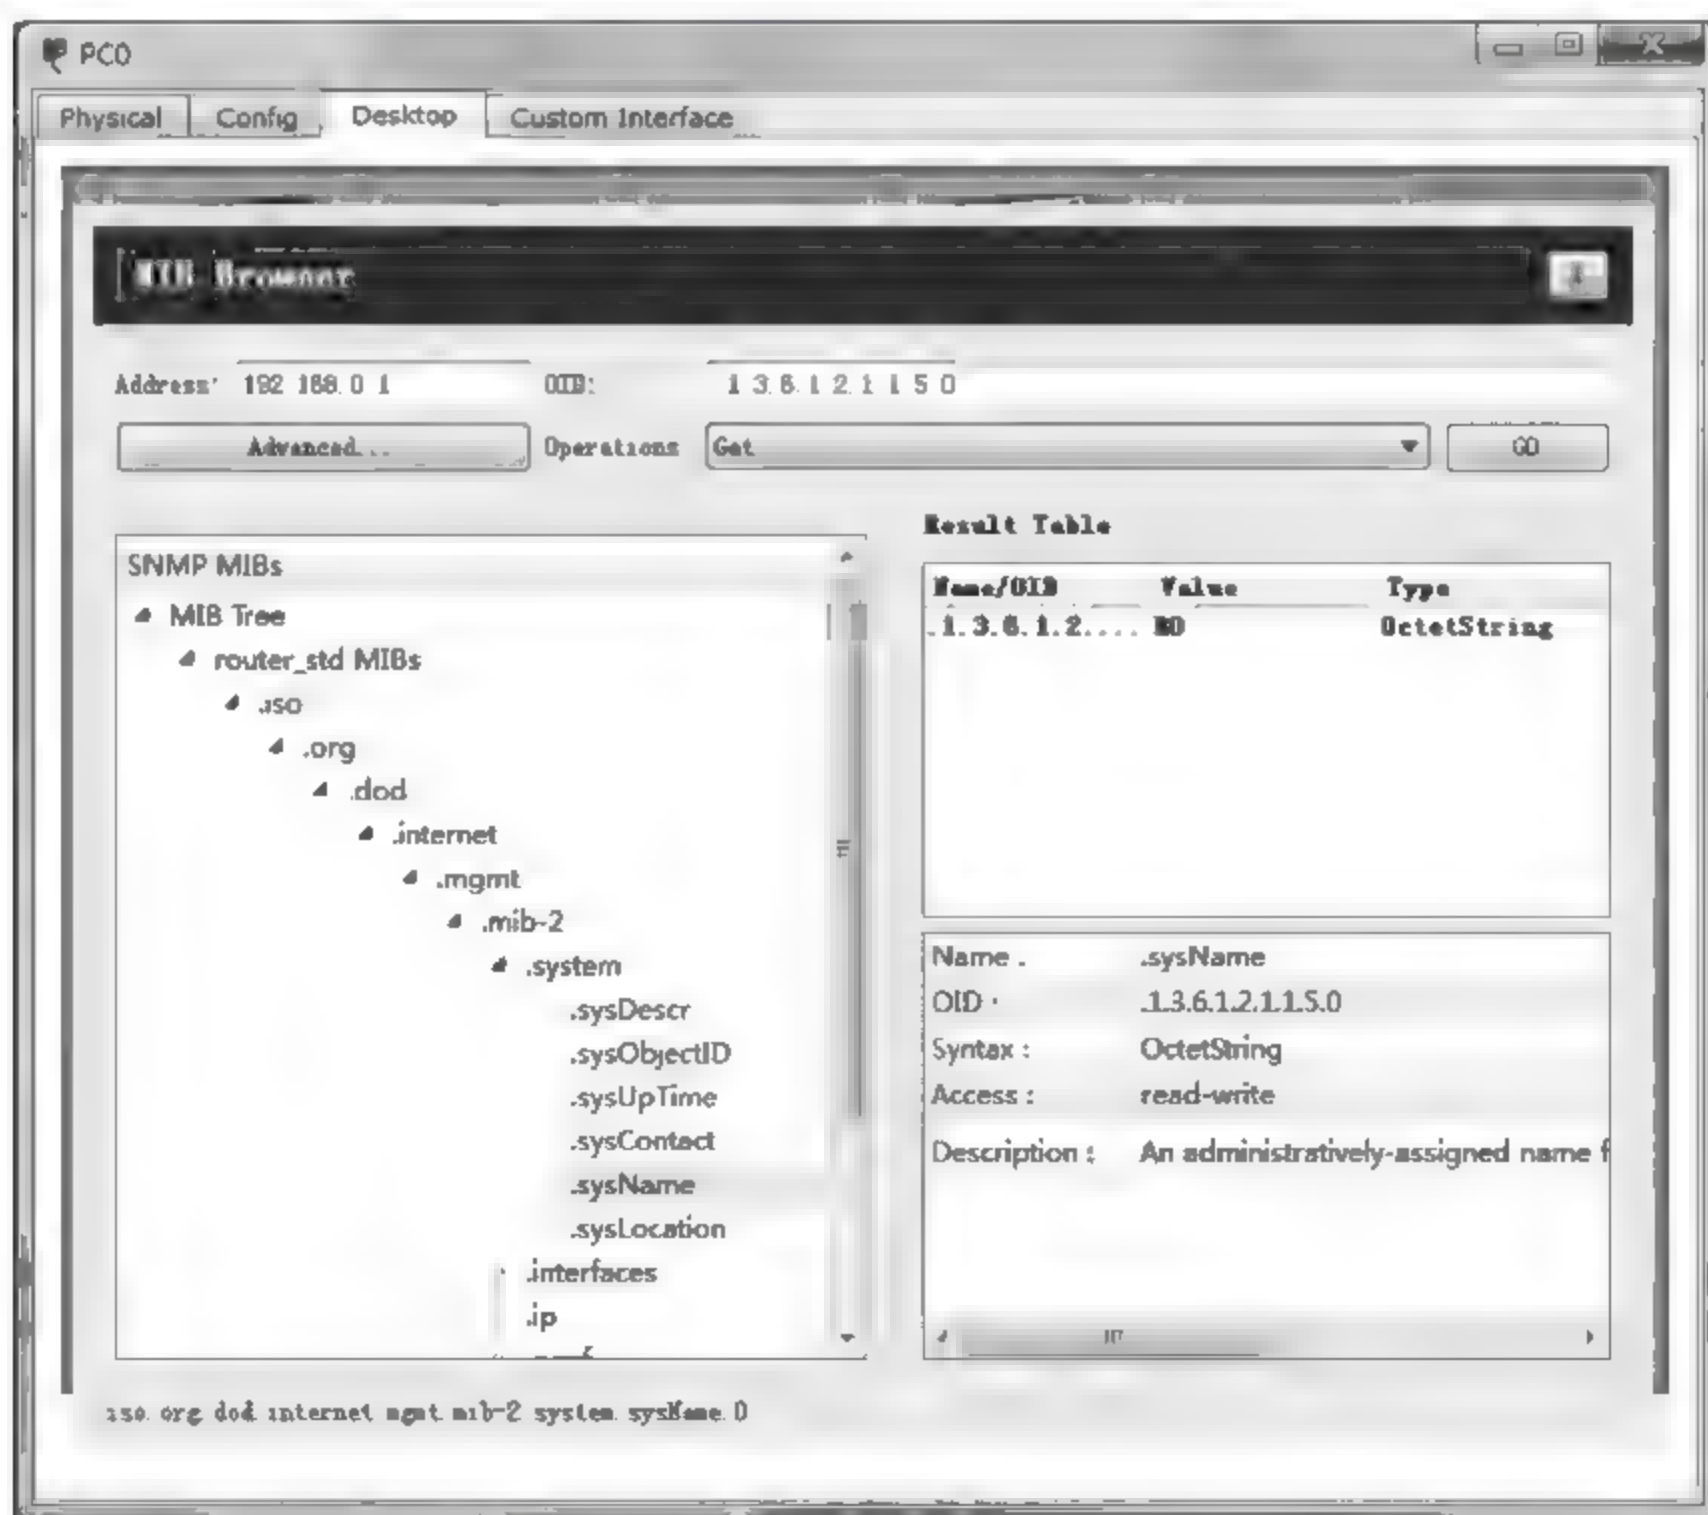 PC0
Physical Config Desktop Custom Interface
MIB Browser
Address: 192.168.0.1 OID: .1.3.6.1.2.1.1.5.0
Advanced... Operations Get GO
SNMP MIBs
MIB Tree
router_std MIBs
.iso
.org
.dod
.internet
.mgmt
.mib-2
.system
.sysDescr
.sysObjectID
.sysUpTime
.sysContact
.sysName
.sysLocation
.interfaces
.ip
Result Table
Name/OID Value Type
.1.3.6.1.2.... R0 OctetString
Name : .sysName
OID : .1.3.6.1.2.1.1.5.0
Syntax : OctetString
Access : read-write
Description : An administratively-assigned name f
iso.org.dod.internet.mgmt.mib-2.system.sysName.0